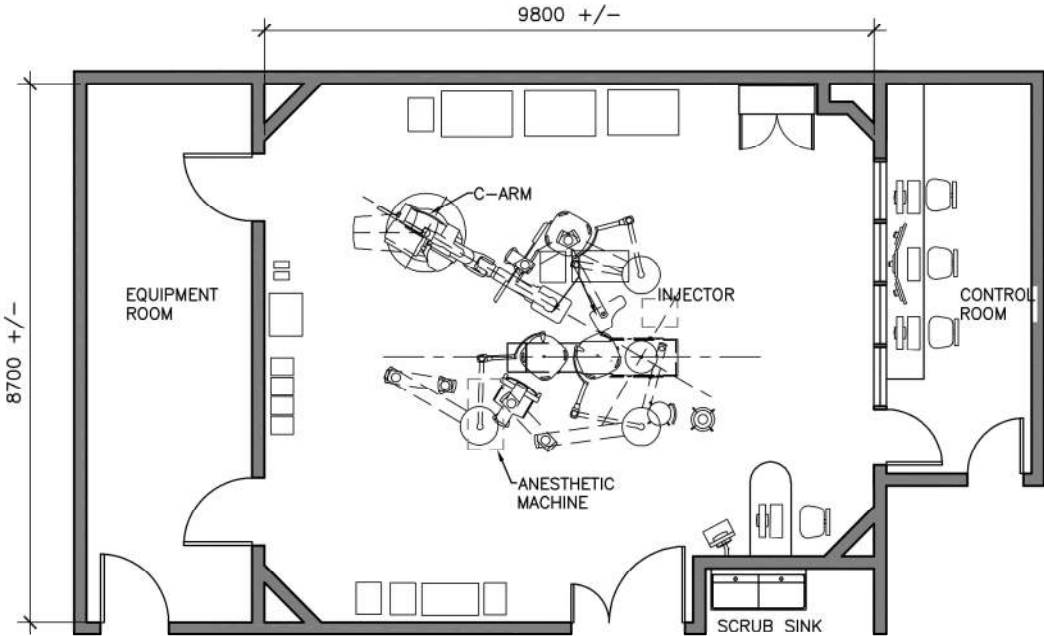 9800 +/-
8700 +/-
C-ARM
EQUIPMENT
ROOM
INJECTOR
CONTROL
ROOM
ANESTHETIC
MACHINE
SCRUB SINK